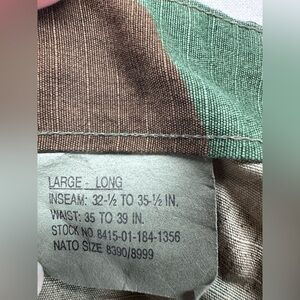 LARGE - LONG
INSEAM: 32-½ TO 35-½ IN.
WAIST: 35 TO 39 IN.
STOCK NO 8415-01-184-1356
NATO SIZE 8390/8999